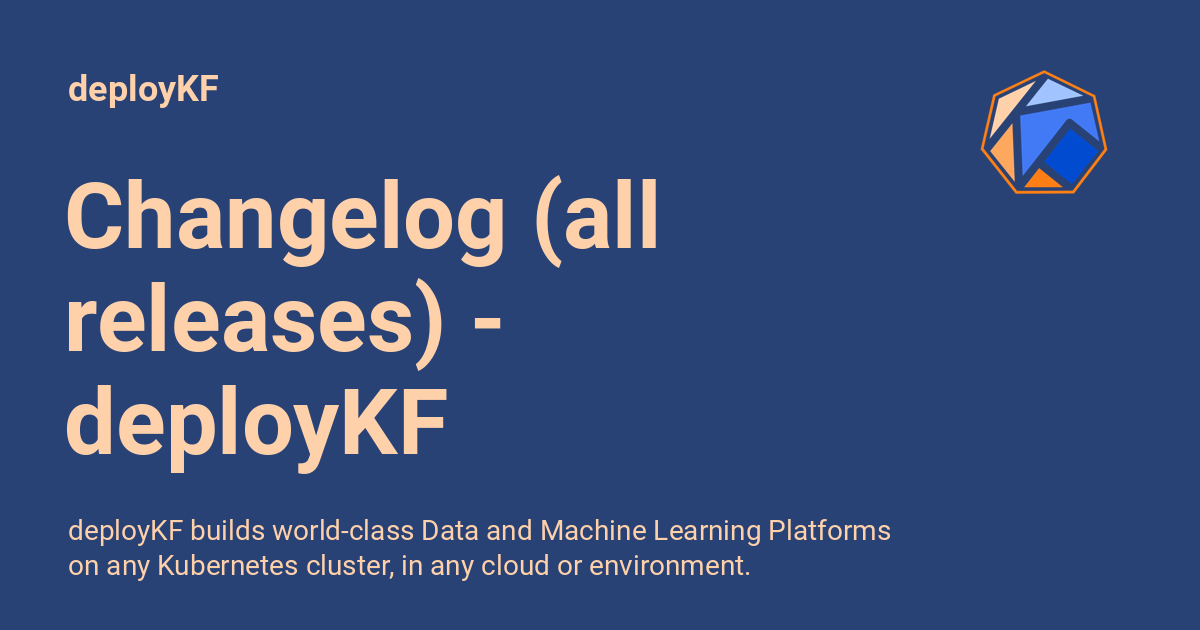 deployKF
Changelog (all
releases) -
deployKF
deployKF builds world-class Data and Machine Learning Platforms
on any Kubernetes cluster, in any cloud or environment.